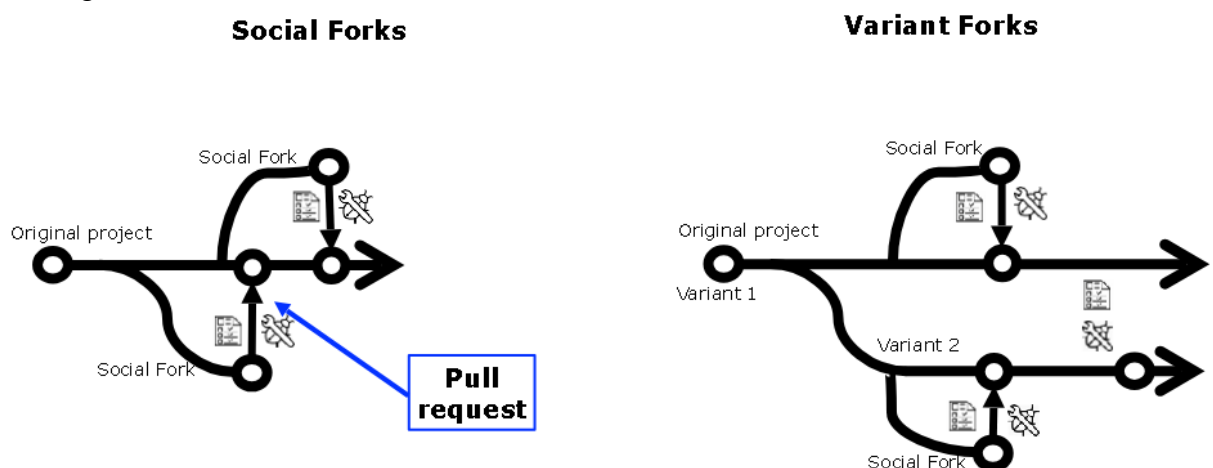 Social Forks
Social Fork
Original project
Social Fork
Pull
request
Variant Forks
Social Fork
Original project
Variant 1
Variant 2
Social Fork